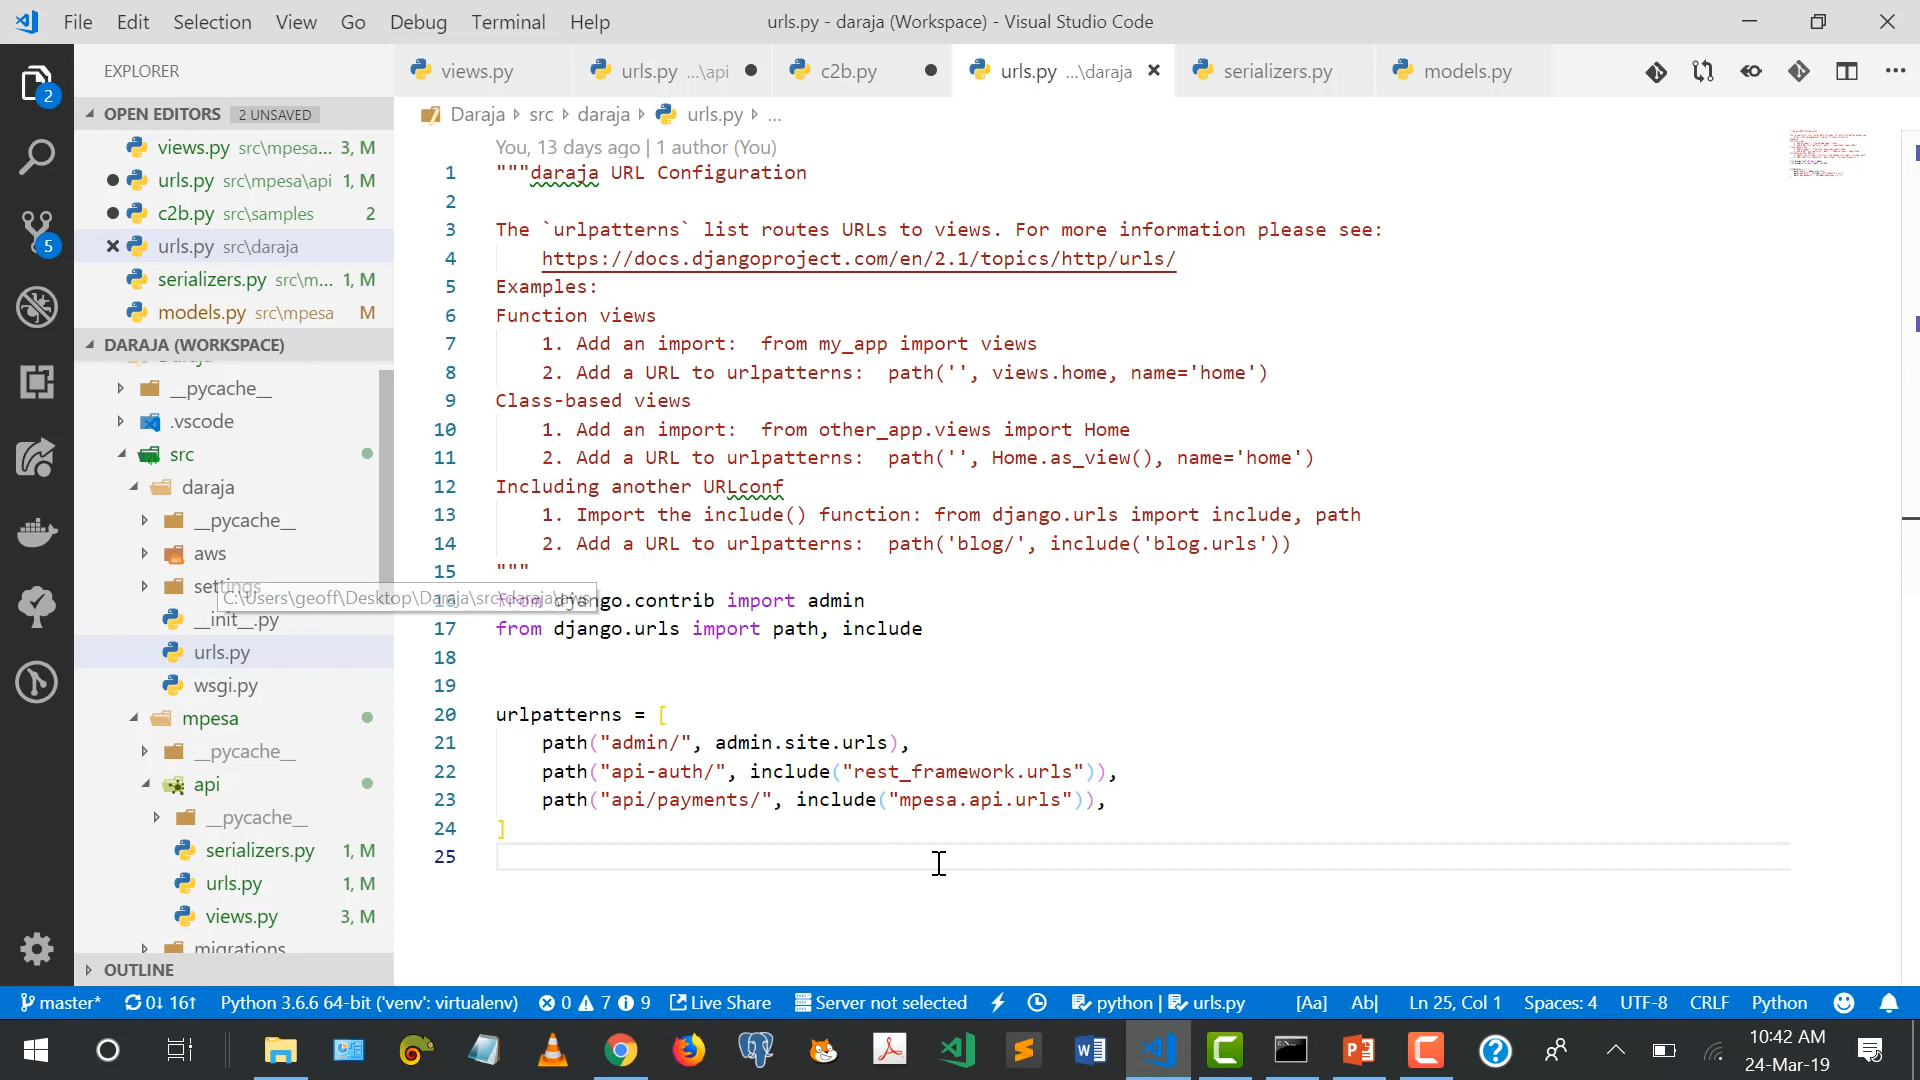 File Edit Selection View Go Debug Terminal Help urls.py - daraja (Workspace) - Visual Studio Code
EXPLORER
views.py urls.py ...\api c2b.py urls.py ...\daraja serializers.py models.py
OPEN EDITORS 2 UNSAVED
views.py src\mpesa... 3, M
urls.py src\mpesa\api 1, M
c2b.py src\samples 2
urls.py src\daraja
serializers.py src\m... 1, M
models.py src\mpesa M
DARAJA (WORKSPACE)
__pycache__
.vscode
src
daraja
__pycache__
aws
settings
C:\Users\geoff\Desktop\Daraja\src\daraja\aws
__init__.py
urls.py
wsgi.py
mpesa
__pycache__
api
__pycache__
serializers.py 1, M
urls.py 1, M
views.py 3, M
migrations
OUTLINE
2
5
Daraja src daraja urls.py ...
You, 13 days ago | 1 author (You)
1 """daraja URL Configuration
2
3 The `urlpatterns` list routes URLs to views. For more information please see:
4 https://docs.djangoproject.com/en/2.1/topics/http/urls/
5 Examples:
6 Function views
7 1. Add an import:  from my_app import views
8 2. Add a URL to urlpatterns:  path('', views.home, name='home')
9 Class-based views
10 1. Add an import:  from other_app.views import Home
11 2. Add a URL to urlpatterns:  path('', Home.as_view(), name='home')
12 Including another URLconf
13 1. Import the include() function: from django.urls import include, path
14 2. Add a URL to urlpatterns:  path('blog/', include('blog.urls'))
15 """
16 from django.contrib import admin
17 from django.urls import path, include
18
19
20 urlpatterns = [
21 path("admin/", admin.site.urls),
22 path("api-auth/", include("rest_framework.urls")),
23 path("api/payments/", include("mpesa.api.urls")),
24 ]
25
master* 0↓ 16↑ Python 3.6.6 64-bit ('venv': virtualenv) 0 7 9 Live Share Server not selected python | urls.py [Aa] Ab| Ln 25, Col 1 Spaces: 4 UTF-8 CRLF Python
10:42 AM
24-Mar-19